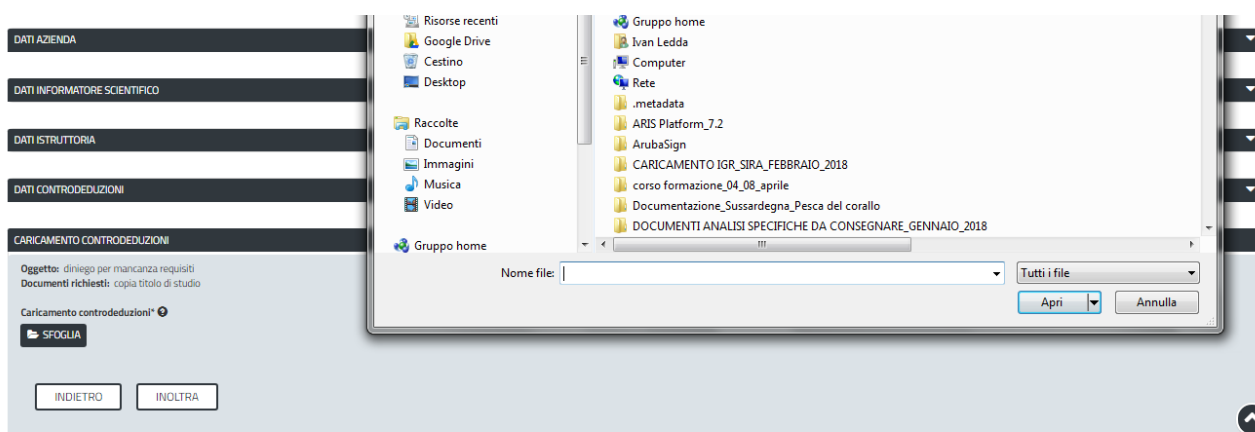 DATI AZIENDA
DATI INFORMATORE SCIENTIFICO
DATI ISTRUTTORIA
DATI CONTRODEDUZIONI
CARICAMENTO CONTRODEDUZIONI
Oggetto: diniego per mancanza requisiti
Documenti richiesti: copia titolo di studio
Caricamento controdeduzioni*
SFOGLIA
INDIETRO
INOLTRA
Risorse recenti
Google Drive
Cestino
Desktop
Raccolte
Documenti
Immagini
Musica
Video
Gruppo home
Gruppo home
Ivan Ledda
Computer
Rete
.metadata
ARIS Platform_7.2
ArubaSign
CARICAMENTO IGR_SIRA_FEBBRAIO_2018
corso formazione_04_08_aprile
Documentazione_Sussardegna_Pesca del corallo
DOCUMENTI ANALISI SPECIFICHE DA CONSEGNARE_GENNAIO_2018
Nome file:
Tutti i file
Apri
Annulla